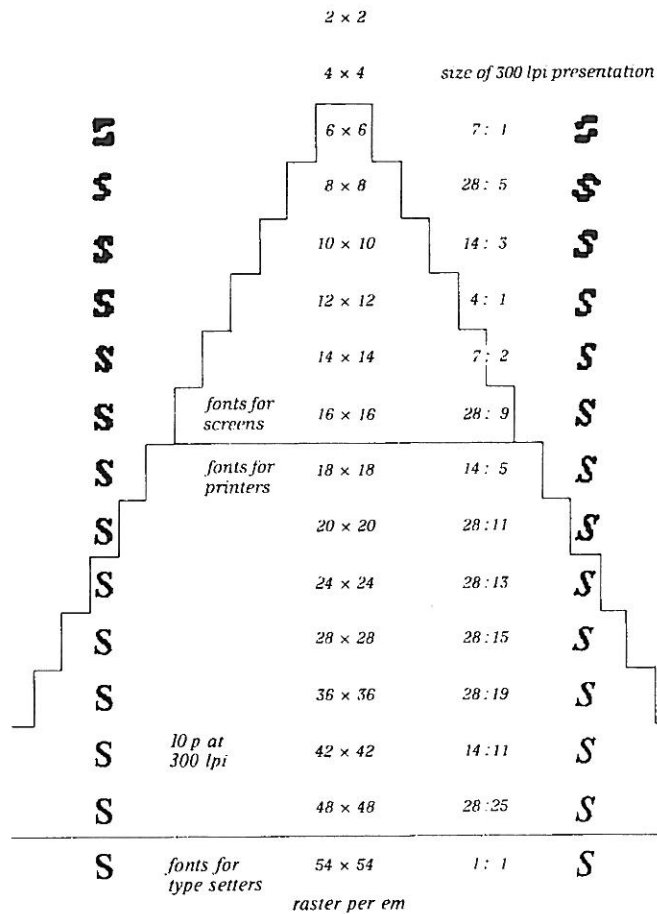 2 × 2
4 × 4 size of 300 lpi presentation
S 6 × 6 7 : 1 S
S 8 × 8 28 : 5 S
S 10 × 10 14 : 3 S
S 12 × 12 4 : 1 S
S 14 × 14 7 : 2 S
S fonts for screens 16 × 16 28 : 9 S
S fonts for printers 18 × 18 14 : 5 S
S 20 × 20 28 : 11 S
S 24 × 24 28 : 13 S
S 28 × 28 28 : 15 S
S 36 × 36 28 : 19 S
S 10 p at 300 lpi 42 × 42 14 : 11 S
S 48 × 48 28 : 25 S
S fonts for type setters 54 × 54 1 : 1 S
raster per em